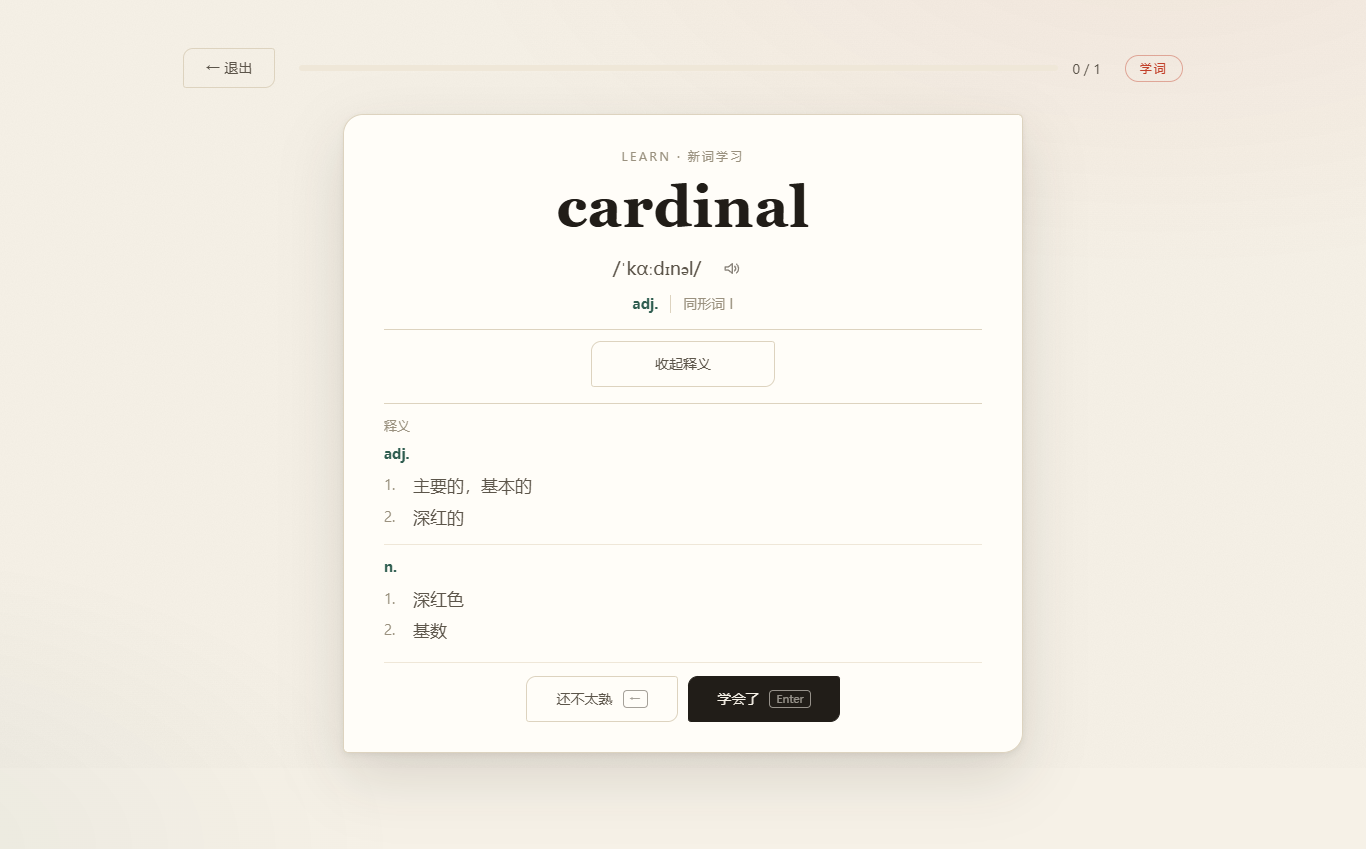 ← 退出
0 / 1
学词
LEARN · 新词学习
cardinal
/ˈkɑːdɪnəl/
adj. 同形词 I
收起释义
释义
adj.
1. 主要的，基本的
2. 深红的
n.
1. 深红色
2. 基数
还不太熟 ←
学会了 Enter